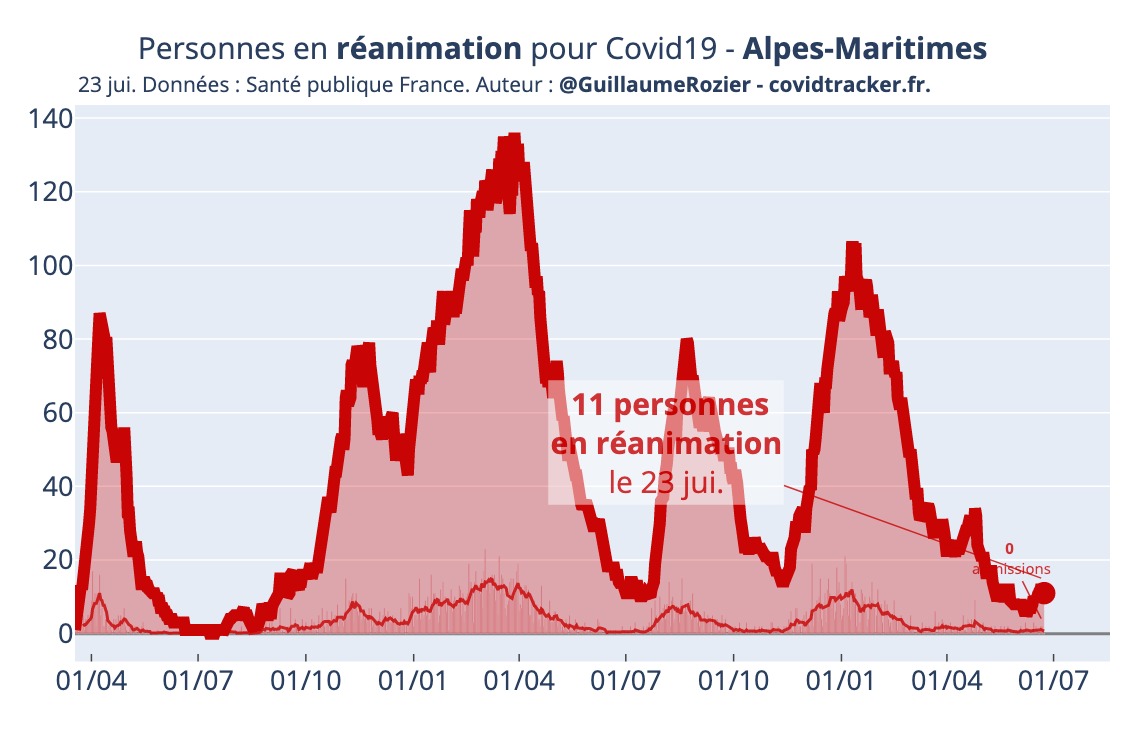 Personnes en réanimation pour Covid19 - Alpes-Maritimes
23 jui. Données : Santé publique France. Auteur : @GuillaumeRozier - covidtracker.fr.
140
120
100
80
60
40
20
0
11 personnes
en réanimation
le 23 jui.
0
admissions
01/04 01/07 01/10 01/01 01/04 01/07 01/10 01/01 01/04 01/07